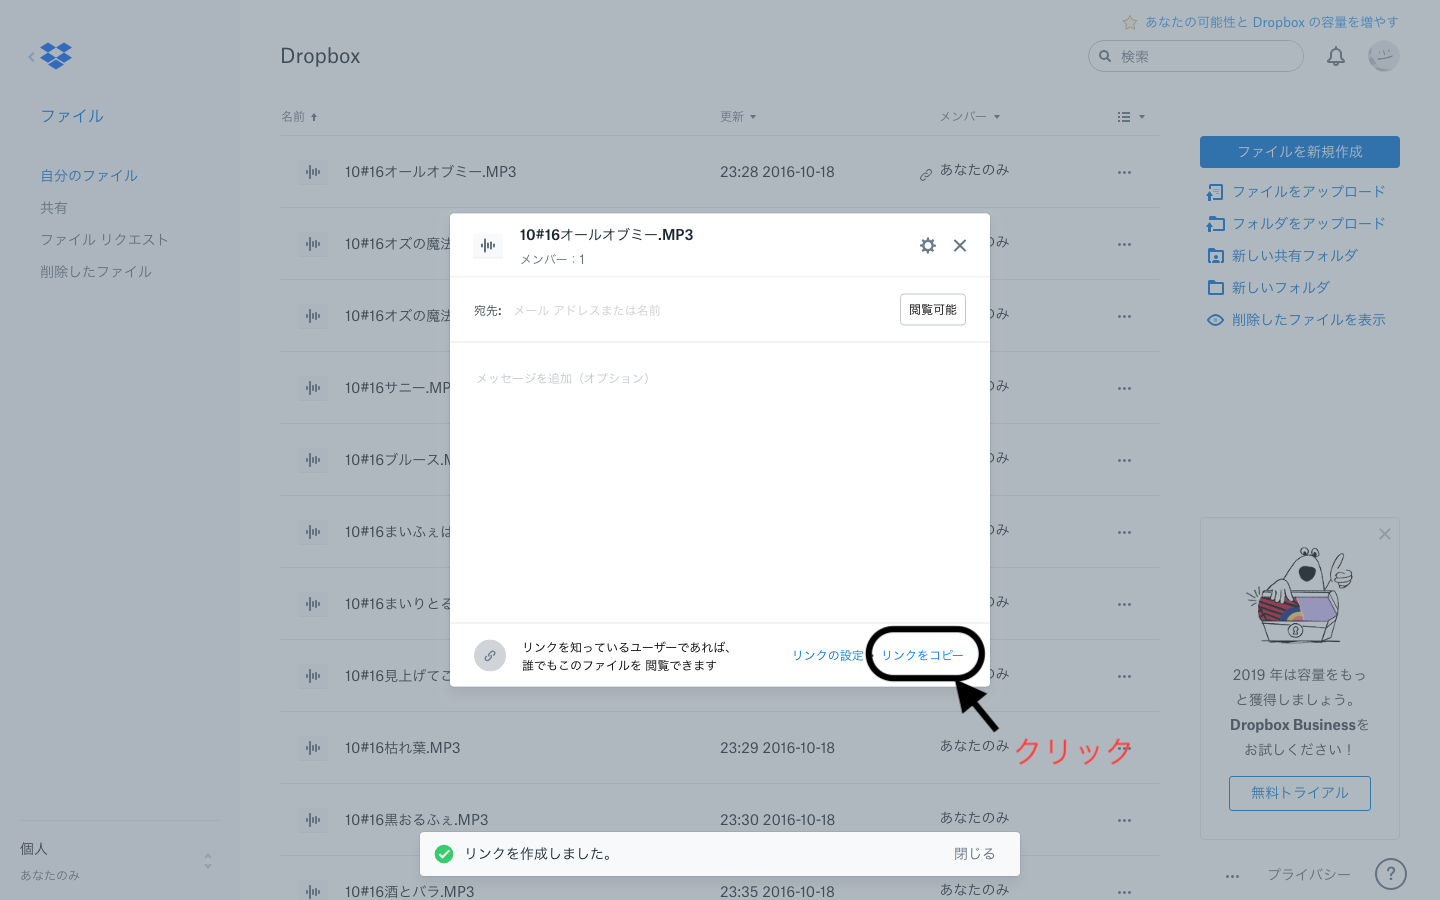 あなたの可能性と Dropbox の容量を増やす
Dropbox
検索
ファイル
自分のファイル
共有
ファイル リクエスト
削除したファイル
名前
更新
メンバー
10#16オールオブミー.MP3
23:28 2016-10-18
あなたのみ
10#16オズの魔法
のみ
10#16オズの魔法
のみ
10#16サニー.MP
のみ
10#16ブルース.M
のみ
10#16まいふぇは
のみ
10#16まいりとる
のみ
10#16見上げてこ
のみ
10#16枯れ葉.MP3
23:29 2016-10-18
あなたのみ
10#16黒おるふぇ.MP3
23:30 2016-10-18
あなたのみ
10#16酒とバラ.MP3
23:35 2016-10-18
あなたのみ
10#16オールオブミー.MP3
メンバー：1
宛先:
メール アドレスまたは名前
閲覧可能
メッセージを追加（オプション）
リンクを知っているユーザーであれば、
誰でもこのファイルを 閲覧できます
リンクの設定
リンクをコピー
クリック
リンクを作成しました。
閉じる
ファイルを新規作成
ファイルをアップロード
フォルダをアップロード
新しい共有フォルダ
新しいフォルダ
削除したファイルを表示
2019 年は容量をもっ
と獲得しましょう。
Dropbox Businessを
お試しください！
無料トライアル
個人
あなたのみ
プライバシー
?